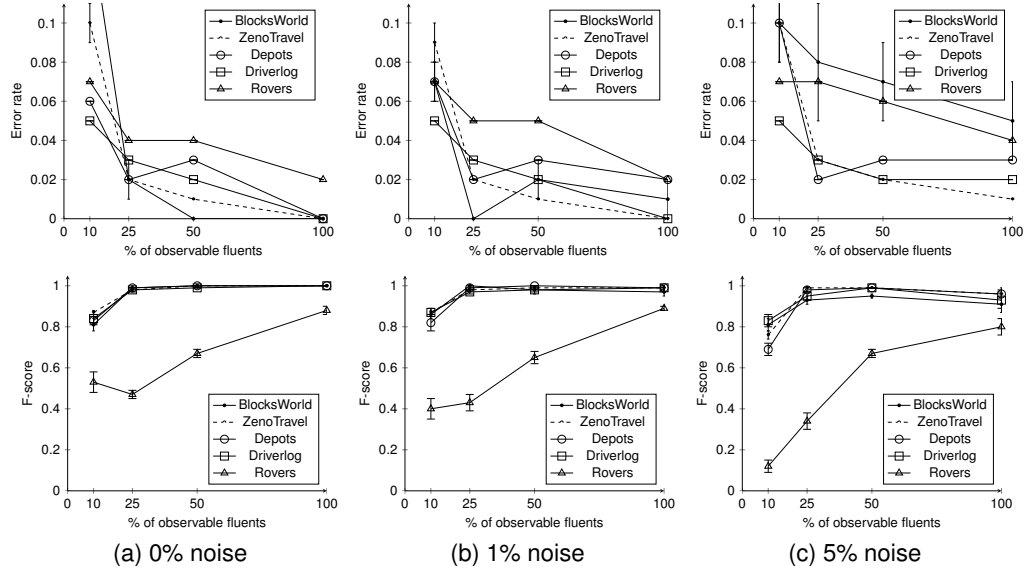 0.1
0.08
0.06
0.04
0.02
0
Error rate
0 10 25 50 100
% of observable fluents
BlocksWorld
ZenoTravel
Depots
Driverlog
Rovers
0.1
0.08
0.06
0.04
0.02
0
Error rate
0 10 25 50 100
% of observable fluents
BlocksWorld
ZenoTravel
Depots
Driverlog
Rovers
0.1
0.08
0.06
0.04
0.02
0
Error rate
0 10 25 50 100
% of observable fluents
BlocksWorld
ZenoTravel
Depots
Driverlog
Rovers
1
0.8
0.6
0.4
0.2
0
F-score
0 10 25 50 100
% of observable fluents
BlocksWorld
ZenoTravel
Depots
Driverlog
Rovers
1
0.8
0.6
0.4
0.2
0
F-score
0 10 25 50 100
% of observable fluents
BlocksWorld
ZenoTravel
Depots
Driverlog
Rovers
1
0.8
0.6
0.4
0.2
0
F-score
0 10 25 50 100
% of observable fluents
BlocksWorld
ZenoTravel
Depots
Driverlog
Rovers
(a) 0% noise
(b) 1% noise
(c) 5% noise